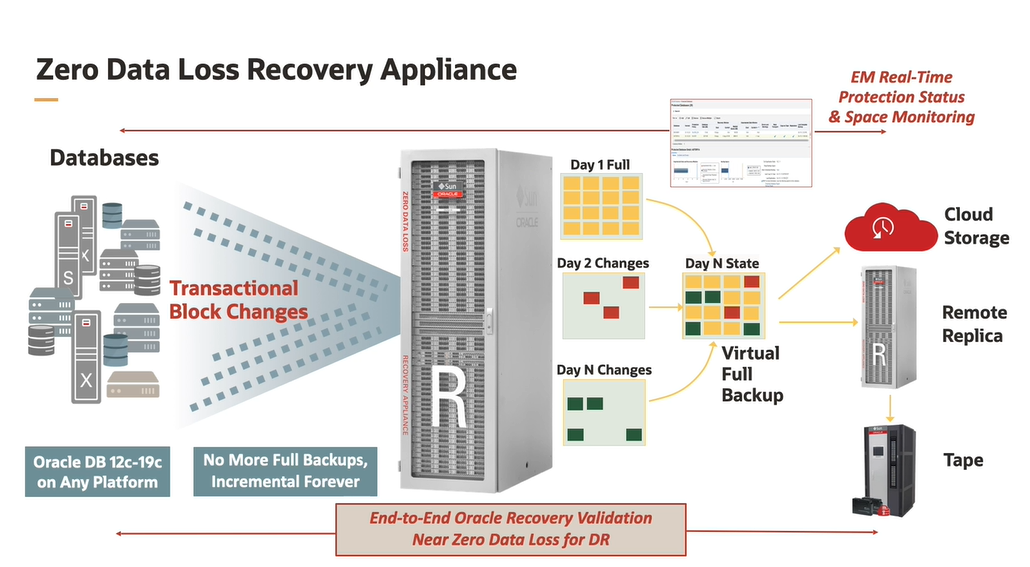 Zero Data Loss Recovery Appliance
EM Real-Time
Protection Status
& Space Monitoring
Databases
S
X
X
Transactional
Block Changes
Oracle DB 12c-19c
on Any Platform
No More Full Backups,
Incremental Forever
Sun
ORACLE
ZERO DATA LOSS
RECOVERY APPLIANCE
R
Sun
ORACLE
Day 1 Full
Day 2 Changes
Day N Changes
Day N State
Virtual
Full
Backup
Cloud
Storage
R
Remote
Replica
Tape
End-to-End Oracle Recovery Validation
Near Zero Data Loss for DR